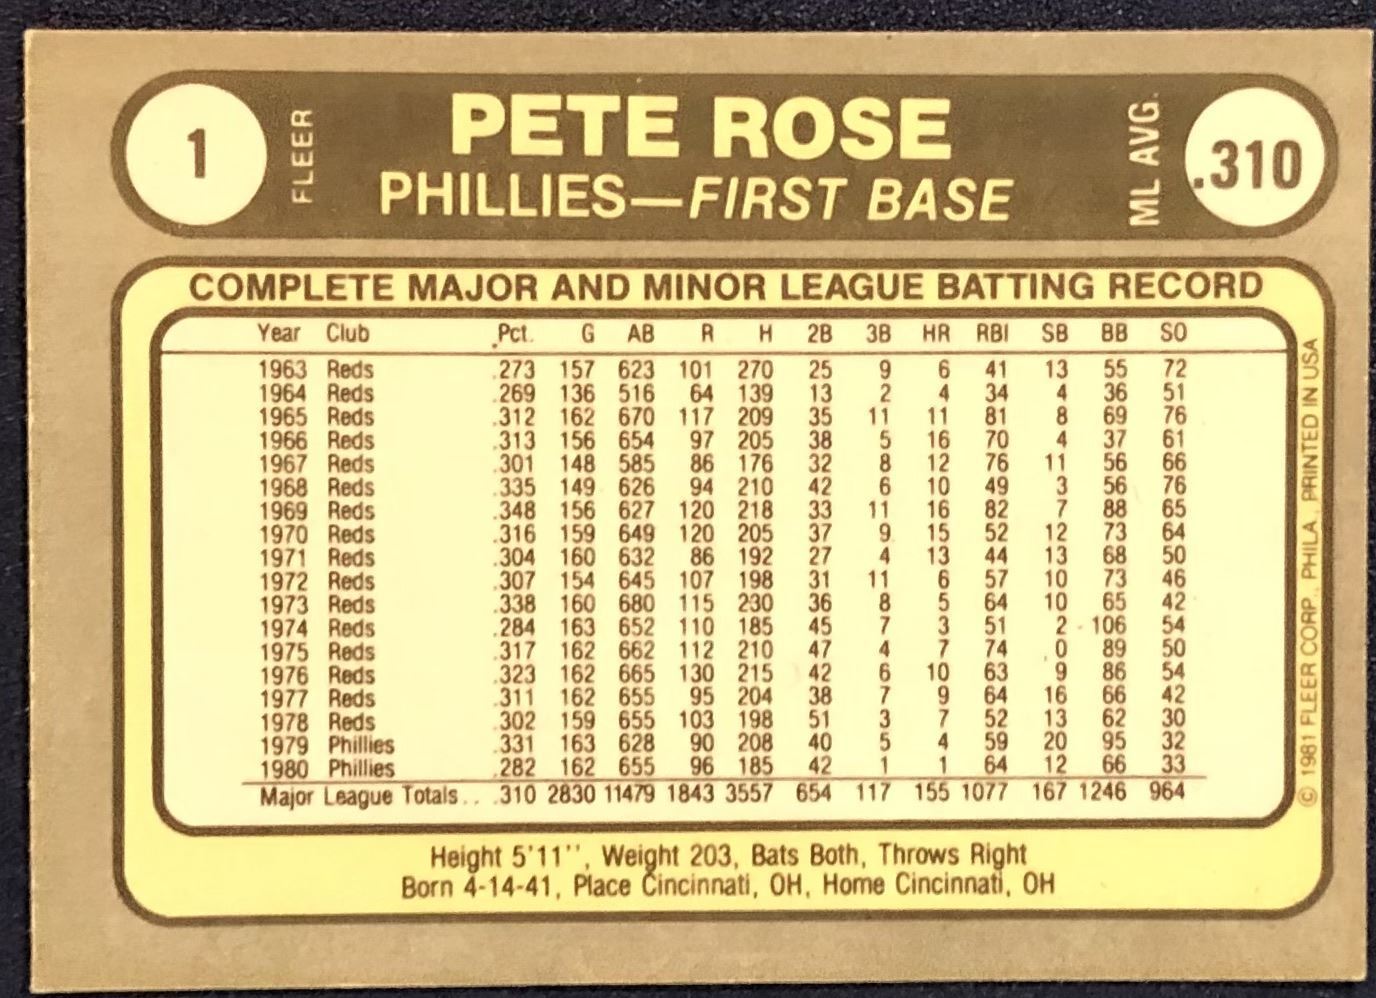 1 FLEER PETE ROSE ML AVG. .310
PHILLIES—FIRST BASE
COMPLETE MAJOR AND MINOR LEAGUE BATTING RECORD
Year Club Pct. G AB R H 2B 3B HR RBI SB BB SO
1963 Reds .273 157 623 101 270 25 9 6 41 13 55 72
1964 Reds .269 136 516 64 139 13 2 4 34 4 36 51
1965 Reds .312 162 670 117 209 35 11 11 81 8 69 76
1966 Reds .313 156 654 97 205 38 5 16 70 4 37 61
1967 Reds .301 148 585 86 176 32 8 12 76 11 56 66
1968 Reds .335 149 626 94 210 42 6 10 49 3 56 76
1969 Reds .348 156 627 120 218 33 11 16 82 7 88 65
1970 Reds .316 159 649 120 205 37 9 15 52 12 73 64
1971 Reds .304 160 632 86 192 27 4 13 44 13 68 50
1972 Reds .307 154 645 107 198 31 11 6 57 10 73 46
1973 Reds .338 160 680 115 230 36 8 5 64 10 65 42
1974 Reds .284 163 652 110 185 45 7 3 51 2 106 54
1975 Reds .317 162 662 112 210 47 4 7 74 0 89 50
1976 Reds .323 162 665 130 215 42 6 10 63 9 86 54
1977 Reds .311 162 655 95 204 38 7 9 64 16 66 42
1978 Reds .302 159 655 103 198 51 3 7 52 13 62 30
1979 Phillies .331 163 628 90 208 40 5 4 59 20 95 32
1980 Phillies .282 162 655 96 185 42 1 1 64 12 66 33
Major League Totals... .310 2830 11479 1843 3557 654 117 155 1077 167 1246 964
Height 5'11'', Weight 203, Bats Both, Throws Right
Born 4-14-41, Place Cincinnati, OH, Home Cincinnati, OH
© 1981 FLEER CORP., PHILA., PRINTED IN USA